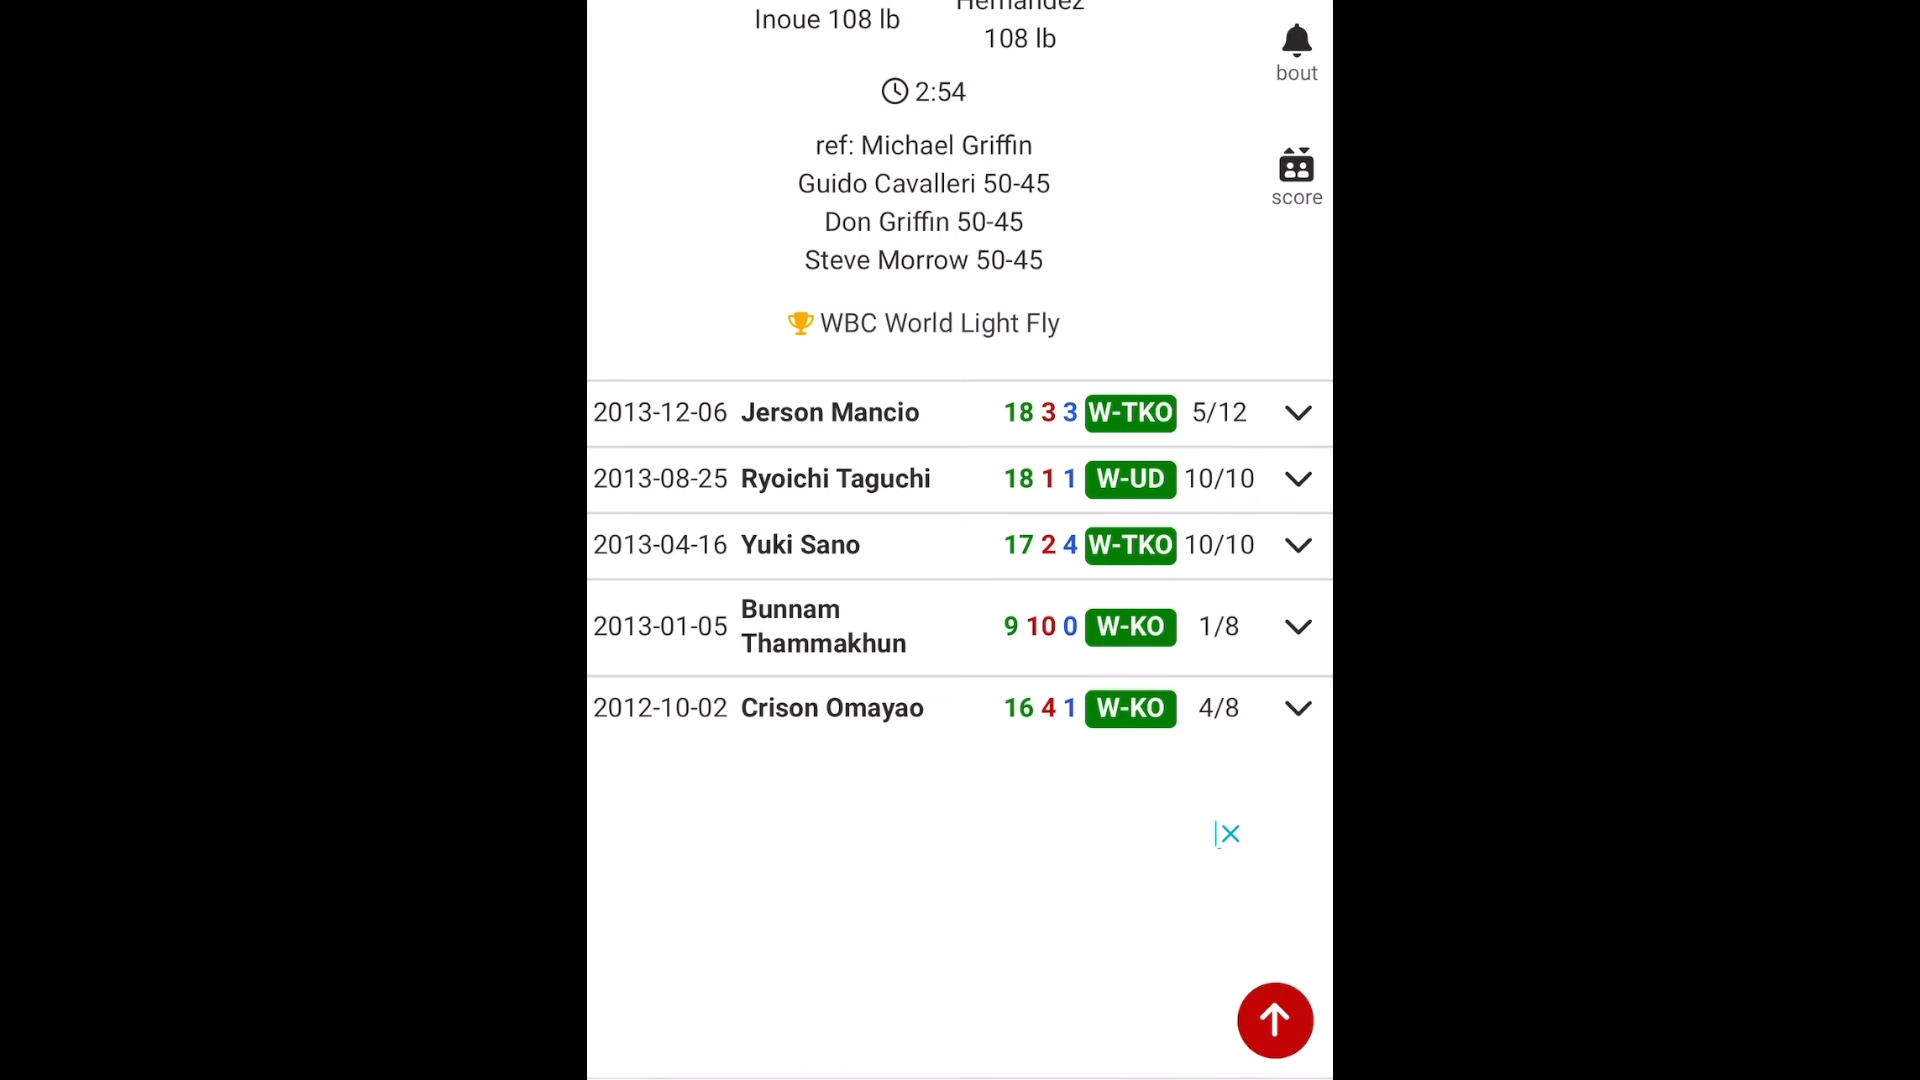 Inoue 108 lb
Hernandez
108 lb
bout
2:54
ref: Michael Griffin
Guido Cavalleri 50-45
Don Griffin 50-45
Steve Morrow 50-45
score
WBC World Light Fly
2013-12-06 Jerson Mancio 18 3 3 W-TKO 5/12
2013-08-25 Ryoichi Taguchi 18 1 1 W-UD 10/10
2013-04-16 Yuki Sano 17 2 4 W-TKO 10/10
2013-01-05 Bunnam Thammakhun 9 10 0 W-KO 1/8
2012-10-02 Crison Omayao 16 4 1 W-KO 4/8